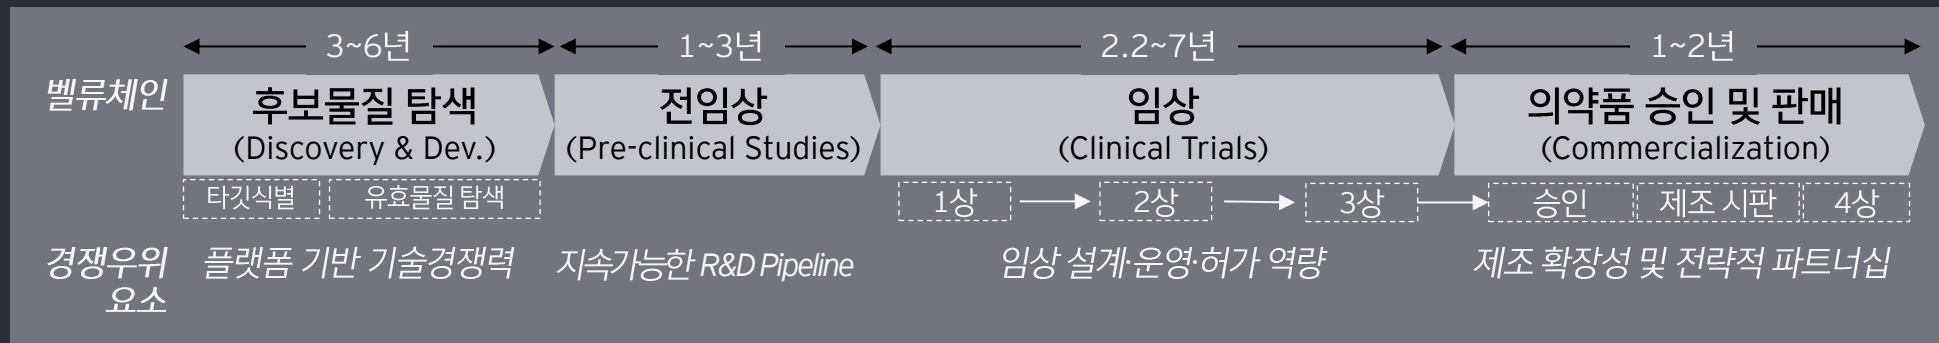 3~6년
1~3년
2.2~7년
1~2년
벨류체인
후보물질 탐색
(Discovery & Dev.)
전임상
(Pre-clinical Studies)
임상
(Clinical Trials)
의약품 승인 및 판매
(Commercialization)
타깃식별
유효물질 탐색
1상
2상
3상
승인
제조 시판
4상
경쟁우위
요소
플랫폼 기반 기술경쟁력
지속가능한 R&D Pipeline
임상 설계·운영·허가 역량
제조 확장성 및 전략적 파트너십